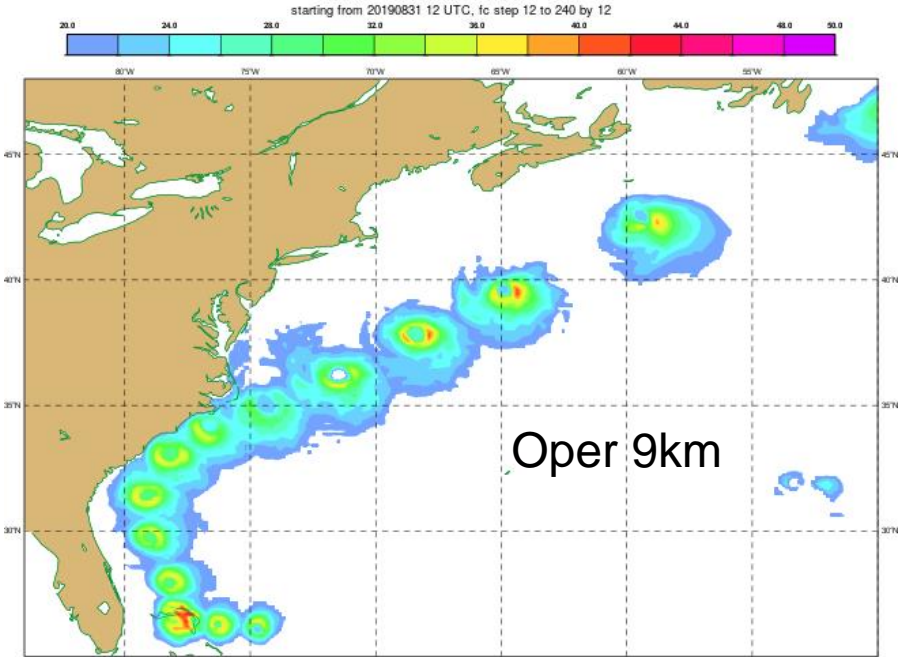 starting from 20190831 12 UTC, fc step 12 to 240 by 12
20.0 24.0 28.0 32.0 36.0 40.0 44.0 48.0 50.0
80°W 75°W 70°W 65°W 60°W 55°W
45°N 45°N
40°N 40°N
35°N 35°N
Oper 9km
30°N 30°N